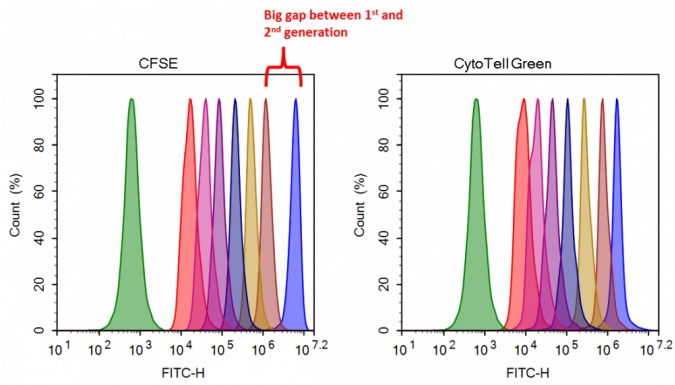 Big gap between 1st and
2nd generation
CFSE
CytoTell Green
Count (%)
100
80
60
40
20
0
10^1 10^2 10^3 10^4 10^5 10^6 10^7.2
FITC-H
Count (%)
100
80
60
40
20
0
10^1 10^2 10^3 10^4 10^5 10^6 10^7.2
FITC-H